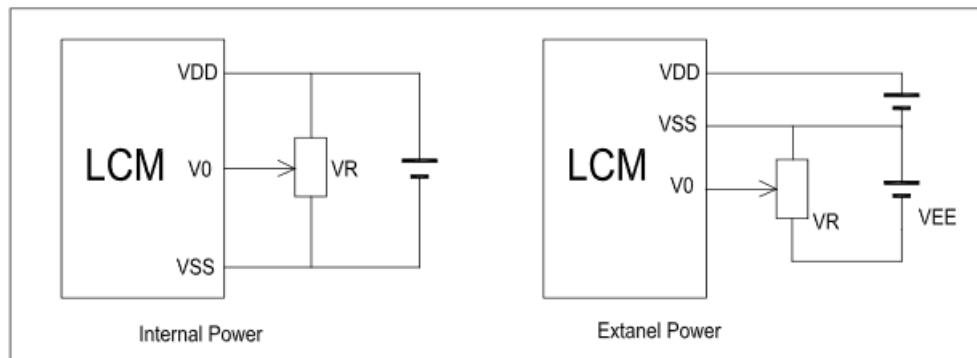 VDD
LCM
V0
VR
VSS
Internal Power
VDD
VSS
LCM
V0
VR
VEE
Extanel Power